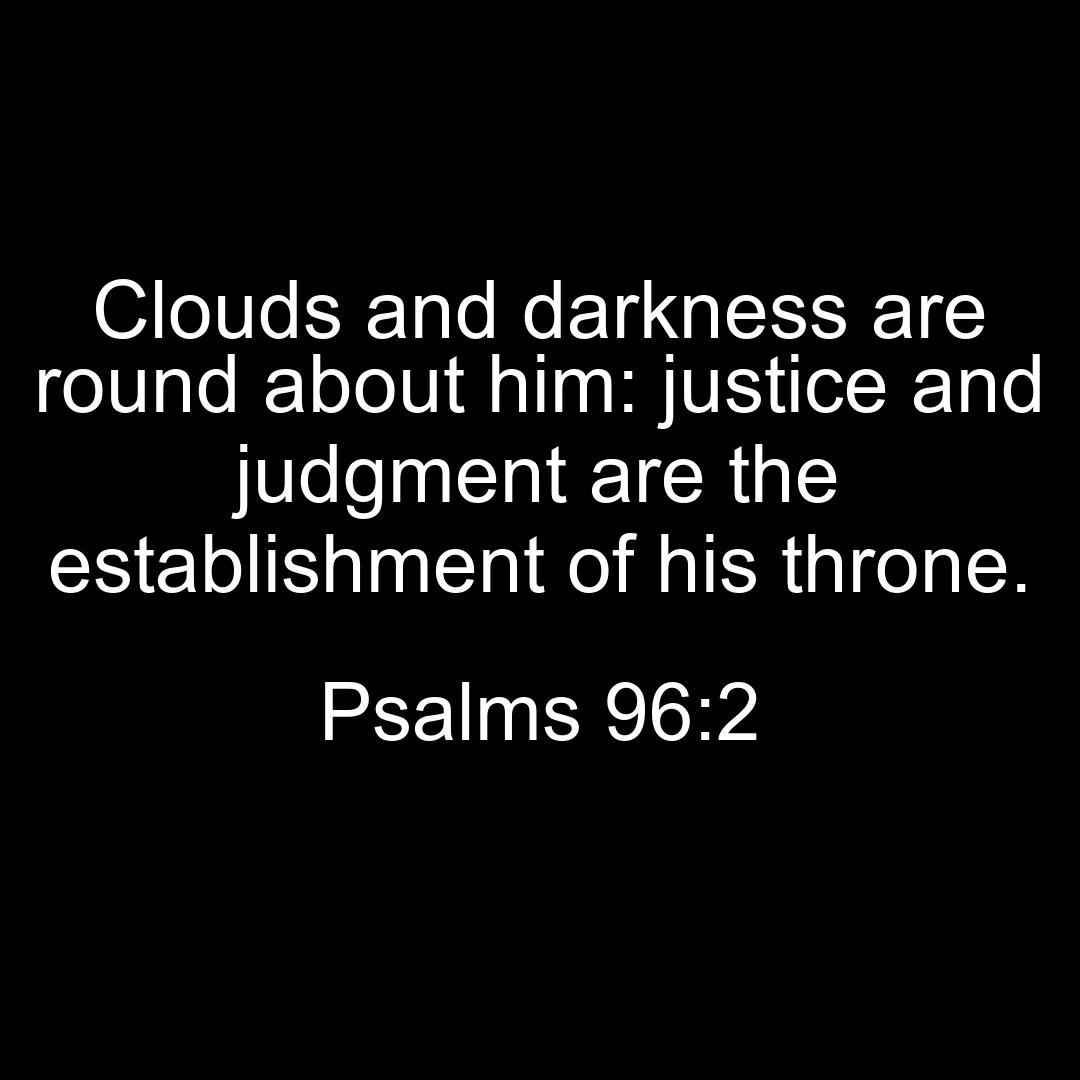 Clouds and darkness are
round about him: justice and
judgment are the
establishment of his throne.
Psalms 96:2